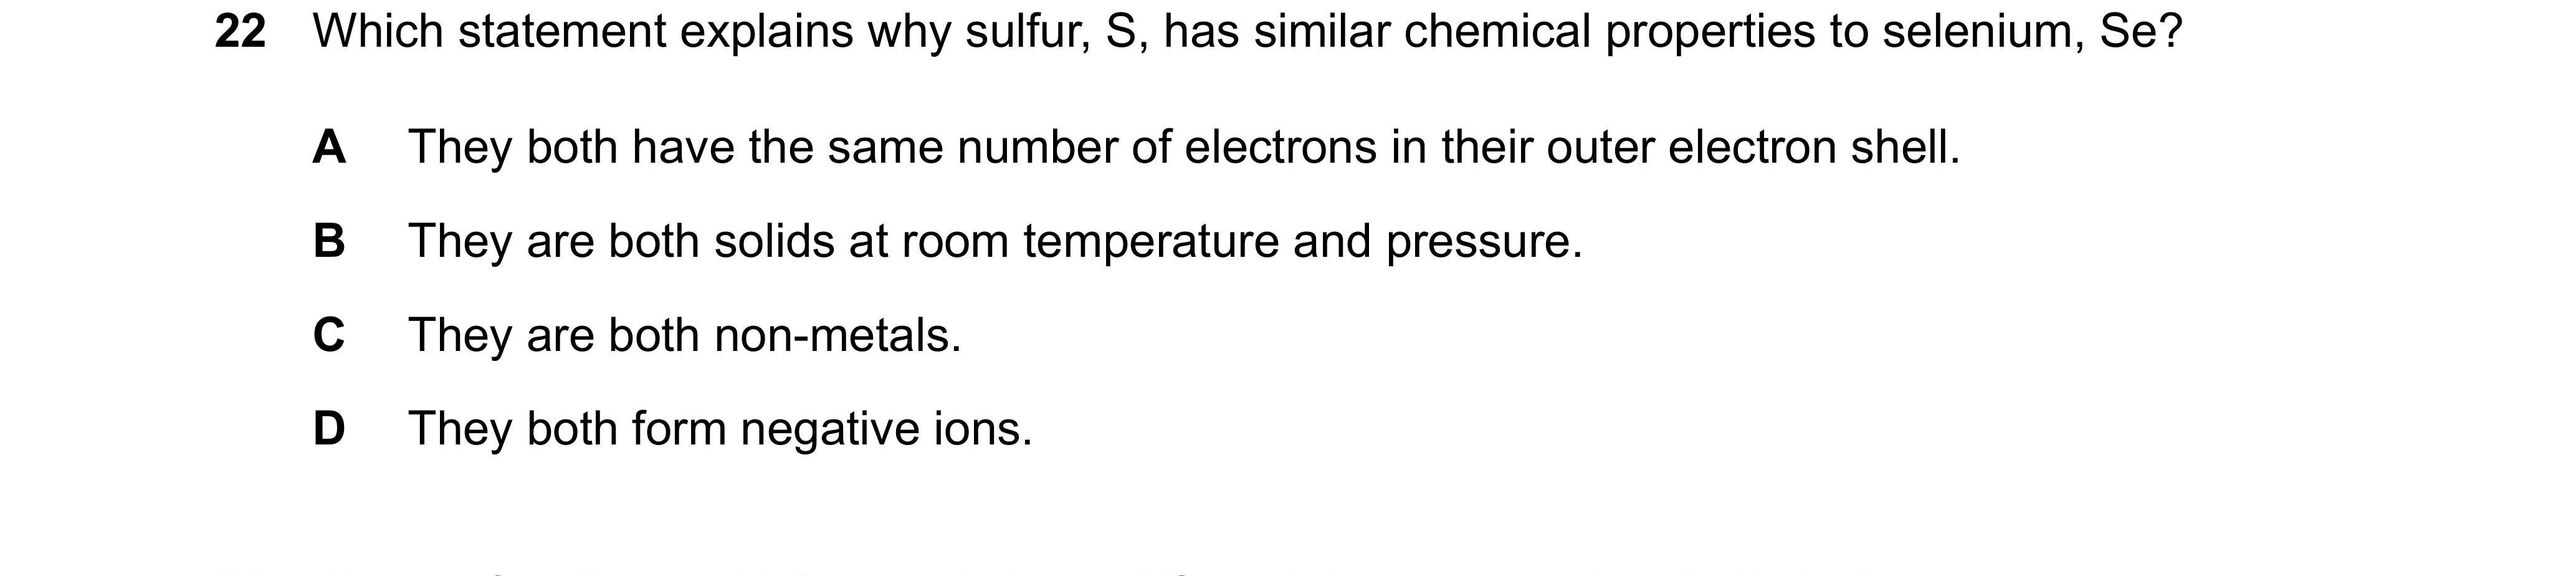 22 Which statement explains why sulfur, S, has similar chemical properties to selenium, Se?
A They both have the same number of electrons in their outer electron shell.
B They are both solids at room temperature and pressure.
C They are both non-metals.
D They both form negative ions.